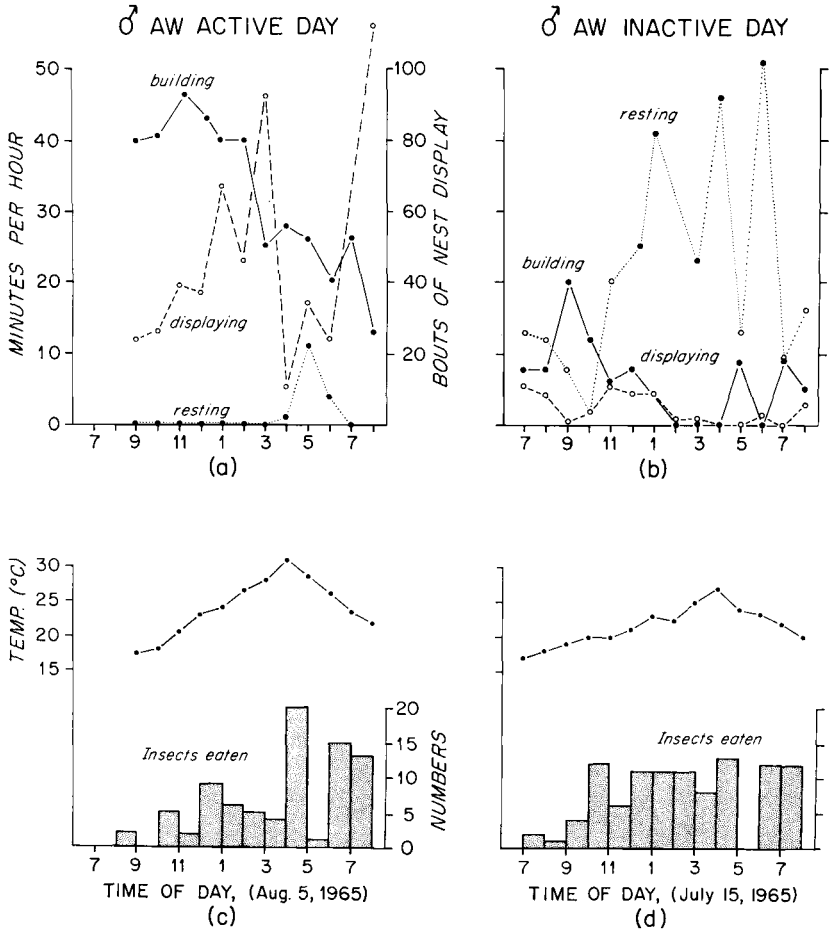 ♂ AW ACTIVE DAY
♂ AW INACTIVE DAY
MINUTES PER HOUR
50
40
30
20
10
0
building
displaying
resting
100
80
60
40
20
BOUTS OF NEST DISPLAY
7 9 11 1 3 5 7
(a)
resting
building
displaying
7 9 11 1 3 5 7
(b)
TEMP. (°C)
30
25
20
15
Insects eaten
20
15
10
5
0
NUMBERS
7 9 11 1 3 5 7
TIME OF DAY, (Aug. 5, 1965)
(c)
Insects eaten
7 9 11 1 3 5 7
TIME OF DAY, (July 15, 1965)
(d)